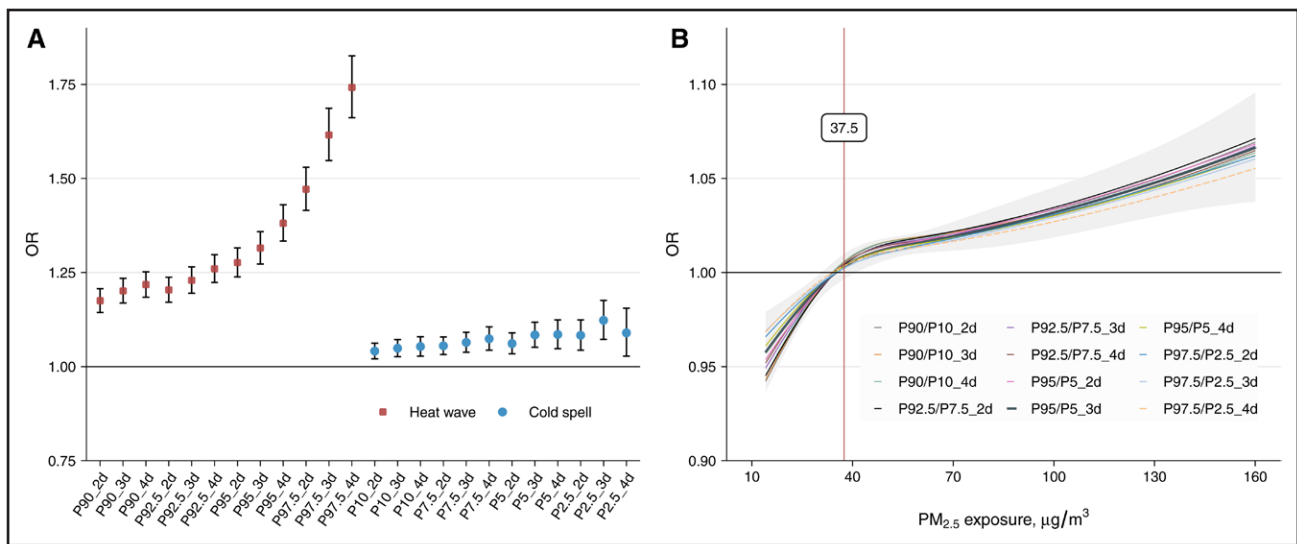 A
B
OR
1.75
1.50
1.25
1.00
0.75
Heat wave
Cold spell
P90_2d
P90_3d
P90_4d
P92.5_2d
P92.5_3d
P92.5_4d
P95_2d
P95_3d
P95_4d
P97.5_2d
P97.5_3d
P97.5_4d
P10_2d
P10_3d
P10_4d
P7.5_2d
P7.5_3d
P7.5_4d
P5_2d
P5_3d
P5_4d
P2.5_2d
P2.5_3d
P2.5_4d
OR
1.10
1.05
1.00
0.95
0.90
37.5
P90/P10_2d P92.5/P7.5_3d P95/P5_4d
P90/P10_3d P92.5/P7.5_4d P97.5/P2.5_2d
P90/P10_4d P95/P5_2d P97.5/P2.5_3d
P92.5/P7.5_2d P95/P5_3d P97.5/P2.5_4d
10 40 70 100 130 160
PM2.5 exposure, μg/m³